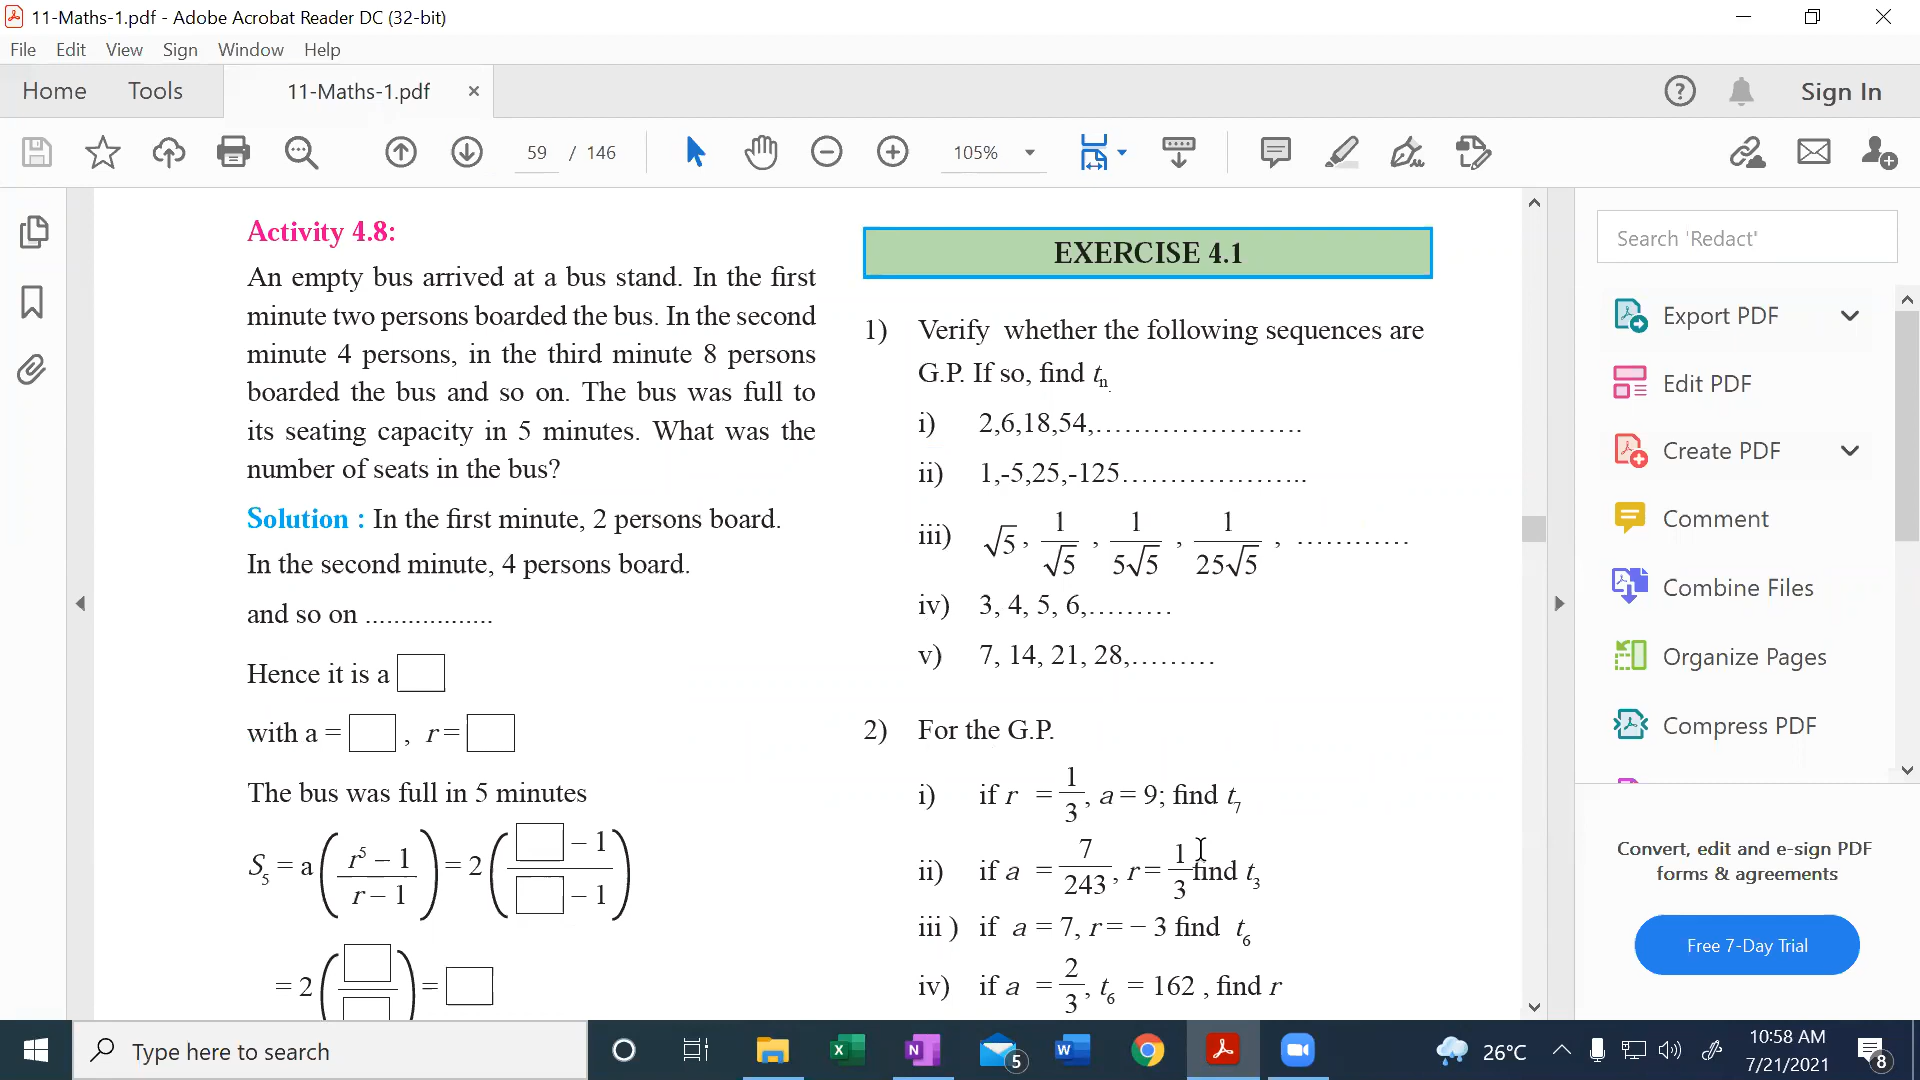 11-Maths-1.pdf - Adobe Acrobat Reader DC (32-bit)
File Edit View Sign Window Help
Home Tools 11-Maths-1.pdf × Sign In
59 / 146 105%
Activity 4.8:
An empty bus arrived at a bus stand. In the first
minute two persons boarded the bus. In the second
minute 4 persons, in the third minute 8 persons
boarded the bus and so on. The bus was full to
its seating capacity in 5 minutes. What was the
number of seats in the bus?
Solution : In the first minute, 2 persons board.
In the second minute, 4 persons board.
and so on ..................
Hence it is a □
with a = □ , r = □
The bus was full in 5 minutes
S₅ = a ( (r⁵ – 1) / (r – 1) ) = 2 ( (□ – 1) / (□ – 1) )
= 2 ( □ / □ ) = □
EXERCISE 4.1
1) Verify whether the following sequences are
G.P. If so, find tₙ.
i) 2,6,18,54,…………………….
ii) 1,-5,25,-125………………..
iii) √5, 1/√5, 1/5√5, 1/25√5, …………
iv) 3, 4, 5, 6,………
v) 7, 14, 21, 28,………
2) For the G.P.
i) if r = 1/3, a = 9; find t₇
ii) if a = 7/243, r = 1/3 find t₃
iii ) if a = 7, r = – 3 find t₆
iv) if a = 2/3, t₆ = 162 , find r
Search 'Redact'
Export PDF
Edit PDF
Create PDF
Comment
Combine Files
Organize Pages
Compress PDF
Convert, edit and e-sign PDF
forms & agreements
Free 7-Day Trial
Type here to search
5
26°C
10:58 AM
7/21/2021
8